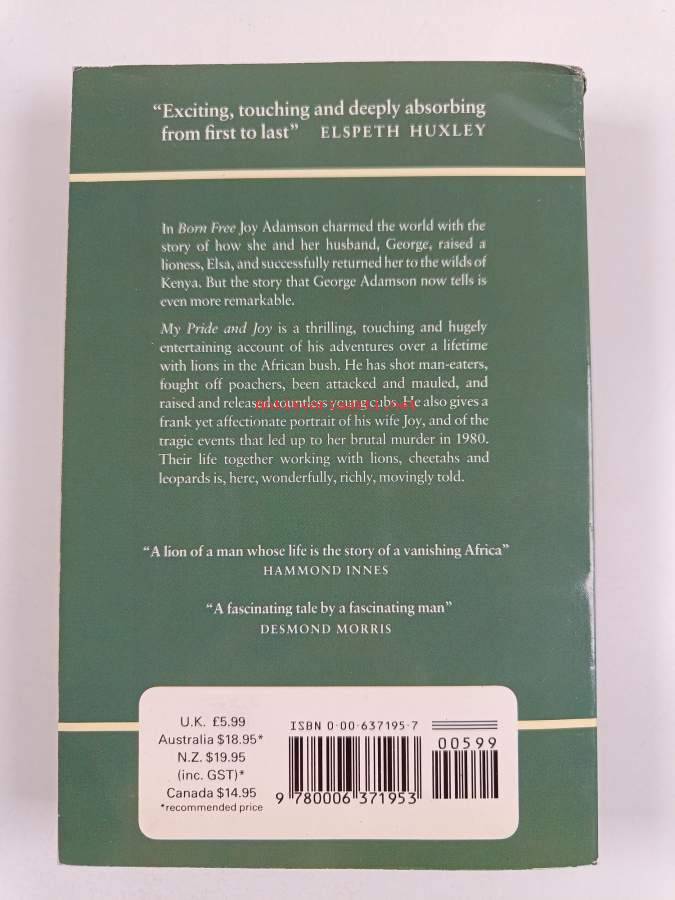 “Exciting, touching and deeply absorbing
from first to last” ELSPETH HUXLEY
In Born Free Joy Adamson charmed the world with the
story of how she and her husband, George, raised a
lioness, Elsa, and successfully returned her to the wilds of
Kenya. But the story that George Adamson now tells is
even more remarkable.
My Pride and Joy is a thrilling, touching and hugely
entertaining account of his adventures over a lifetime
with lions in the African bush. He has shot man-eaters,
fought off poachers, been attacked and mauled, and
raised and released countless young cubs. He also gives a
frank yet affectionate portrait of his wife Joy, and of the
tragic events that led up to her brutal murder in 1980.
Their life together working with lions, cheetahs and
leopards is, here, wonderfully, richly, movingly told.
“A lion of a man whose life is the story of a vanishing Africa”
HAMMOND INNES
“A fascinating tale by a fascinating man”
DESMOND MORRIS
U.K. £5.99
Australia $18.95*
N.Z. $19.95
(inc. GST)*
Canada $14.95
*recommended price
ISBN 0-00-637195-7
00599
9 780006 371953